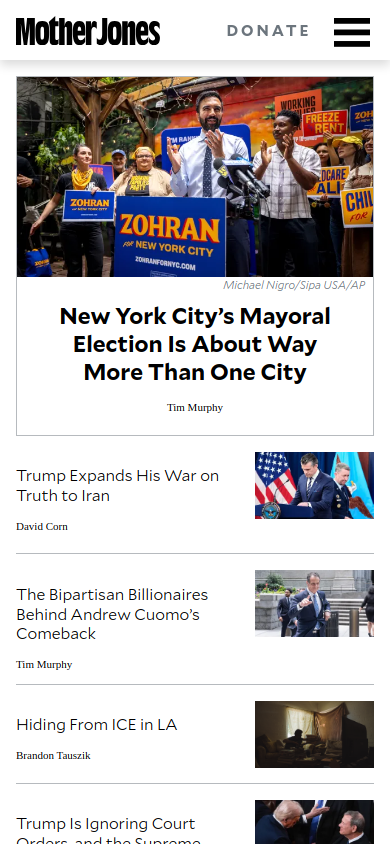 Mother Jones
DONATE
WORKING
FAMILIES
FREEZE
RENT
ZOHRAN
FOR NEW YORK CITY
ZOHRAN
FOR NEW YORK CITY
ZOHRANFORNYC.COM
Michael Nigro/Sipa USA/AP
New York City’s Mayoral
Election Is About Way
More Than One City
Tim Murphy
Trump Expands His War on
Truth to Iran
David Corn
The Bipartisan Billionaires
Behind Andrew Cuomo’s
Comeback
Tim Murphy
Hiding From ICE in LA
Brandon Tauszik
Trump Is Ignoring Court
Orders, and the Supreme